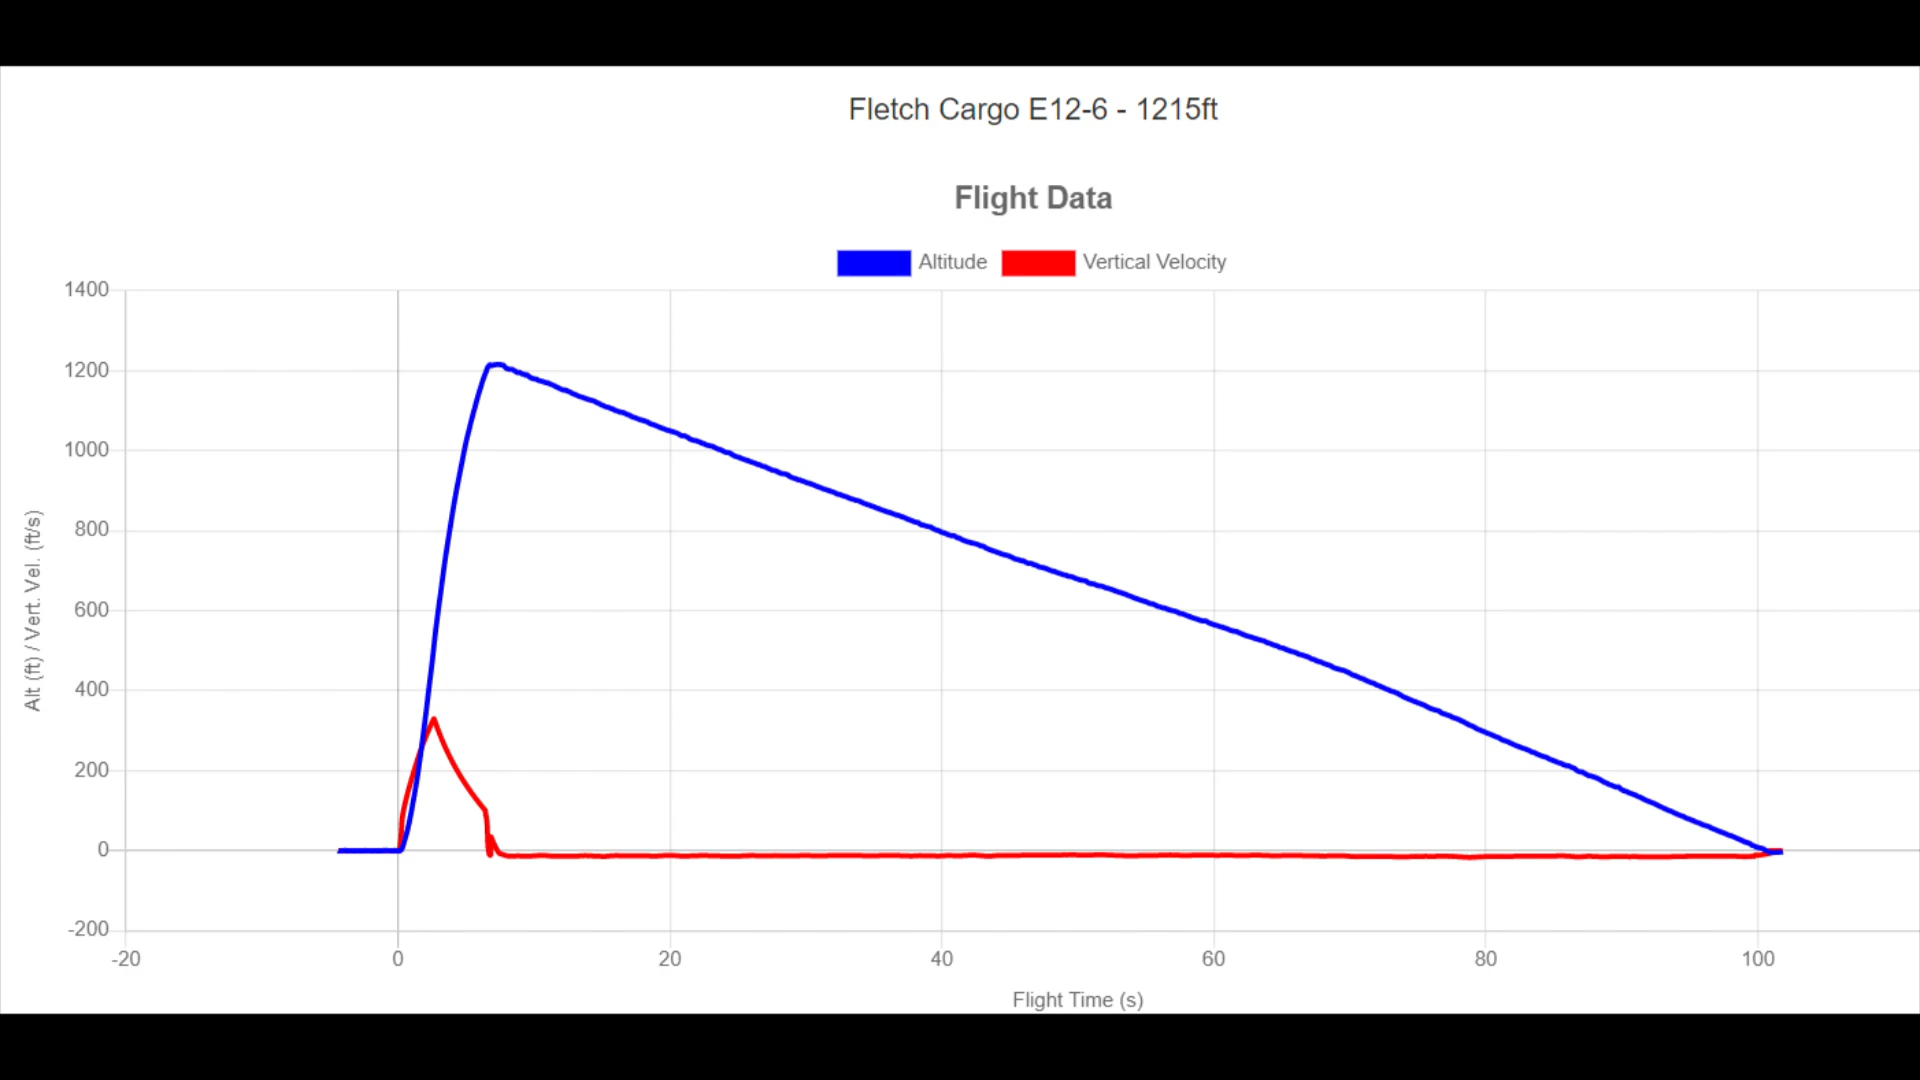 Fletch Cargo E12-6 - 1215ft
Flight Data
Altitude Vertical Velocity
1400
1200
1000
800
600
400
200
0
-200
Alt (ft) / Vert. Vel. (ft/s)
-20 0 20 40 60 80 100
Flight Time (s)